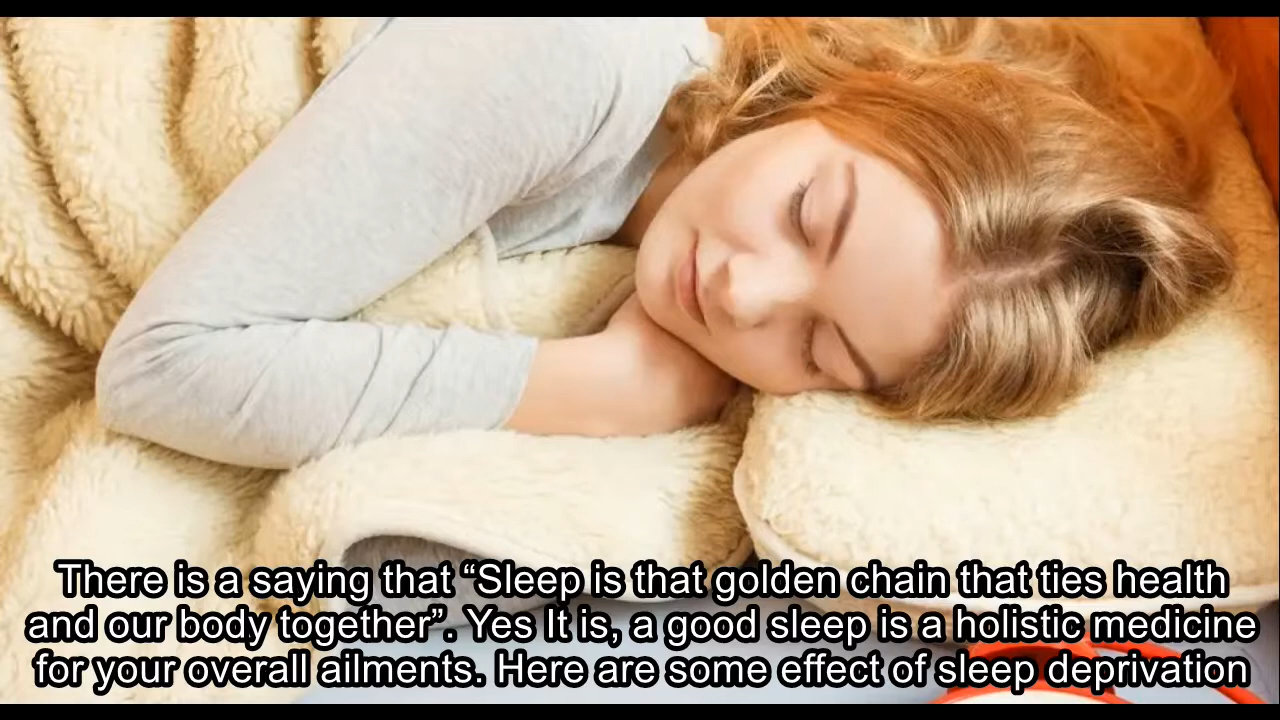 There is a saying that “Sleep is that golden chain that ties health
and our body together”. Yes It is, a good sleep is a holistic medicine
for your overall ailments. Here are some effect of sleep deprivation